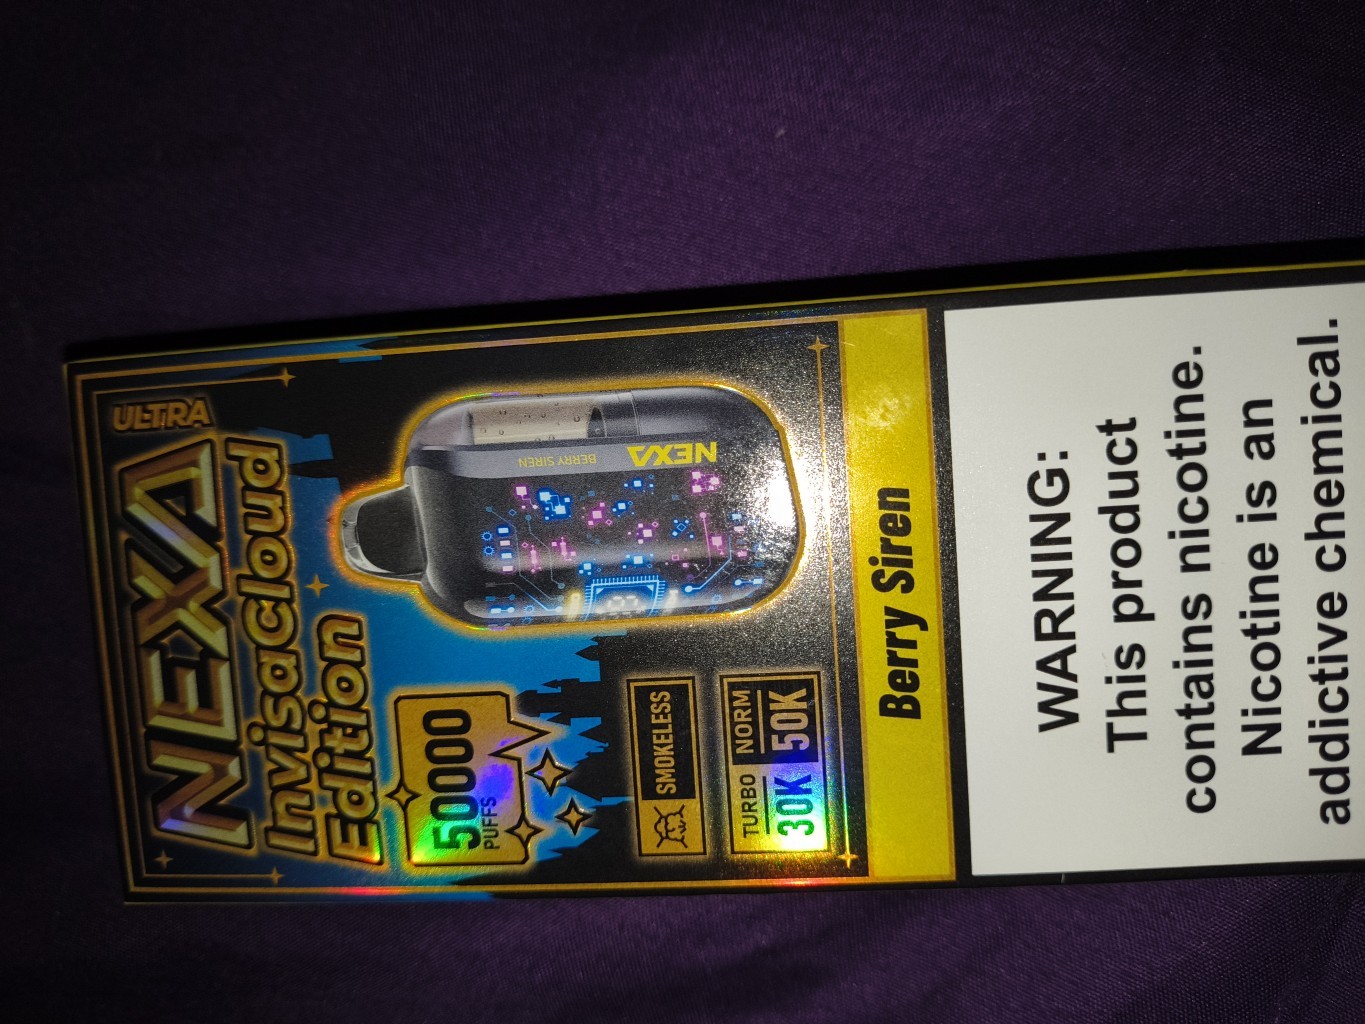 ULTRA
NEXA
Invisacloud
Edition
50000
PUFFS
BERRY SIREN
NEXA
SMOKELESS
TURBO
30K
NORM
50K
Berry Siren
WARNING:
This product
contains nicotine.
Nicotine is an
addictive chemical.